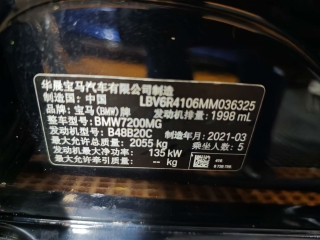 华晨宝马汽车有限公司制造
制造国：中国 LBV6R4106MM036325
品牌：宝马(BMW)牌 发动机排量：1998 mL
整车型号：BMW7200MG
发动机型号：B48B20C 制造年月：2021-03
最大允许总质量：2055 kg 乘坐人数：5
发动机最大净功率：135 kW
最大允许牵引质量：-- kg